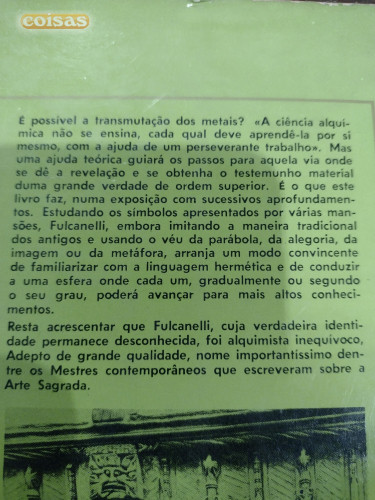 coisas
É possível a transmutação dos metais? «A ciência alquí-
mica não se ensina, cada qual deve aprendê-la por si
mesmo, com a ajuda de um perseverante trabalho». Mas
uma ajuda teórica guiará os passos para aquela via onde
se dê a revelação e se obtenha o testemunho material
duma grande verdade de ordem superior. É o que este
livro faz, numa exposição com sucessivos aprofundamen-
tos. Estudando os símbolos apresentados por várias man-
sões, Fulcanelli, embora imitando a maneira tradicional
dos antigos e usando o véu da parábola, da alegoria, da
imagem ou da metáfora, arranja um modo convincente
de familiarizar com a linguagem hermética e de conduzir
a uma esfera onde cada um, gradualmente ou segundo
o seu grau, poderá avançar para mais altos conheci-
mentos.
Resta acrescentar que Fulcanelli, cuja verdadeira identi-
dade permanece desconhecida, foi alquimista inequívoco,
Adepto de grande qualidade, nome importantíssimo den-
tre os Mestres contemporâneos que escreveram sobre a
Arte Sagrada.